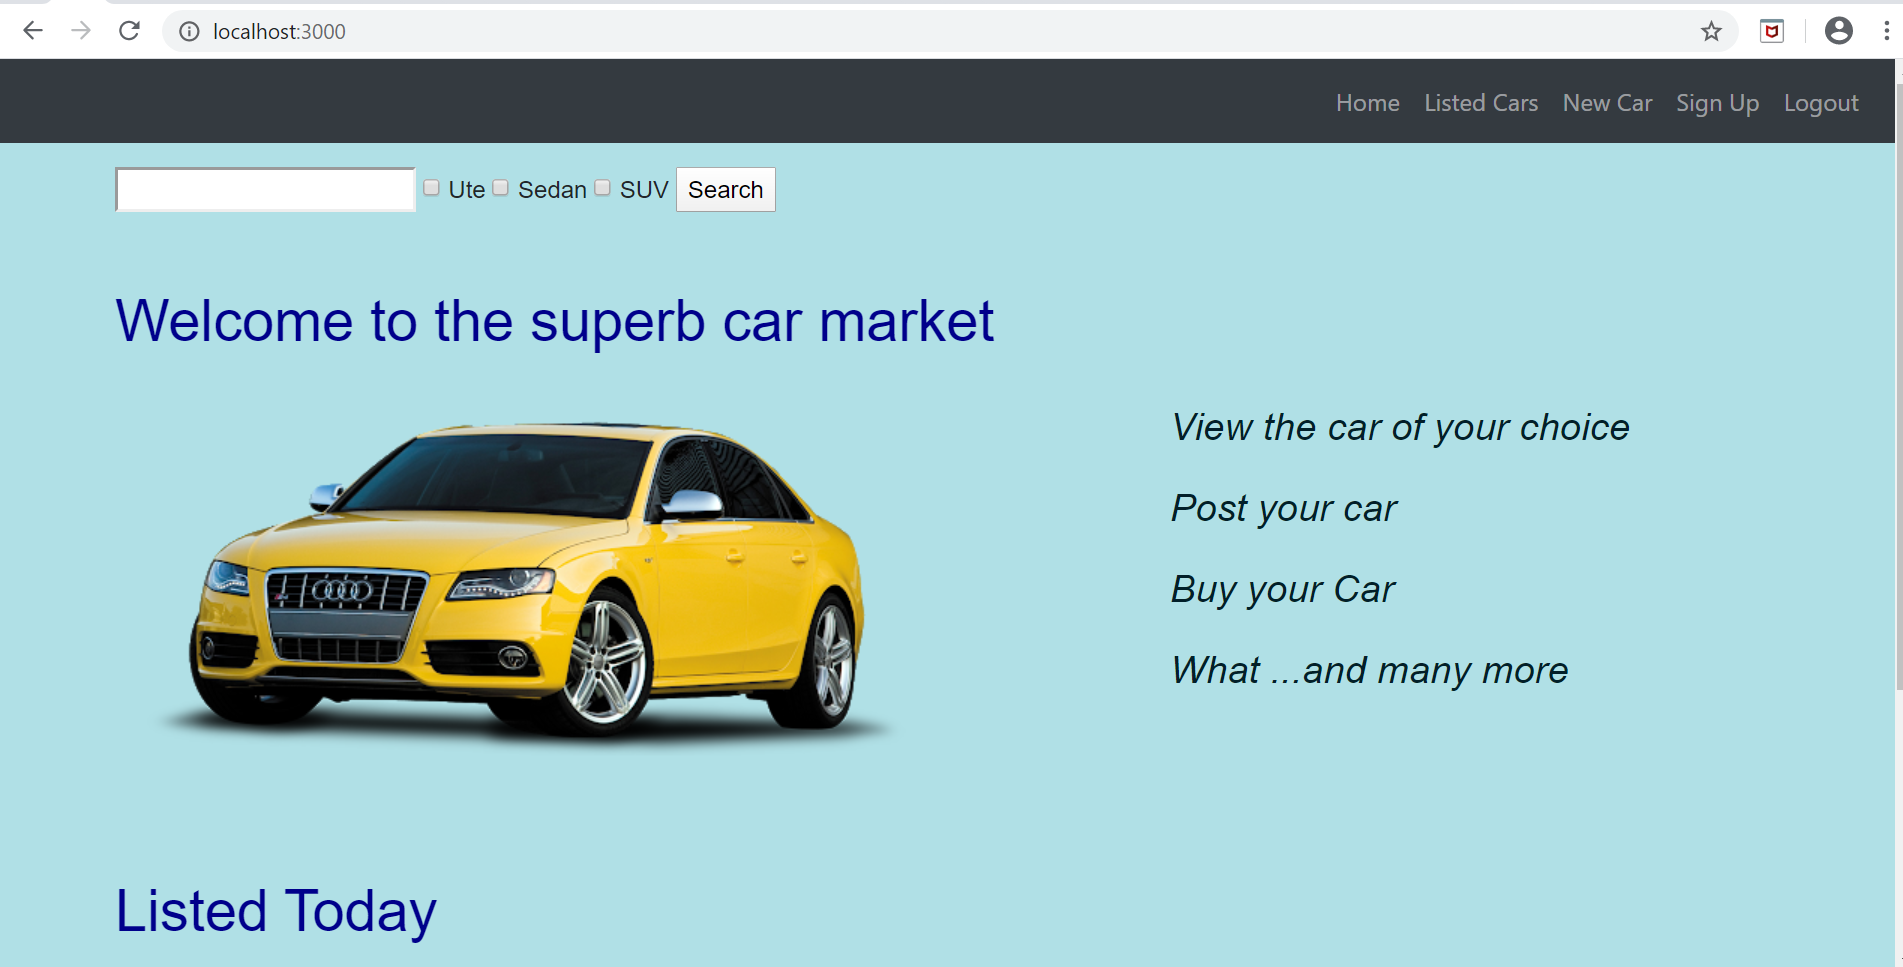 localhost:3000
Home Listed Cars New Car Sign Up Logout
Ute Sedan SUV Search
Welcome to the superb car market
View the car of your choice
Post your car
Buy your Car
What ...and many more
Listed Today